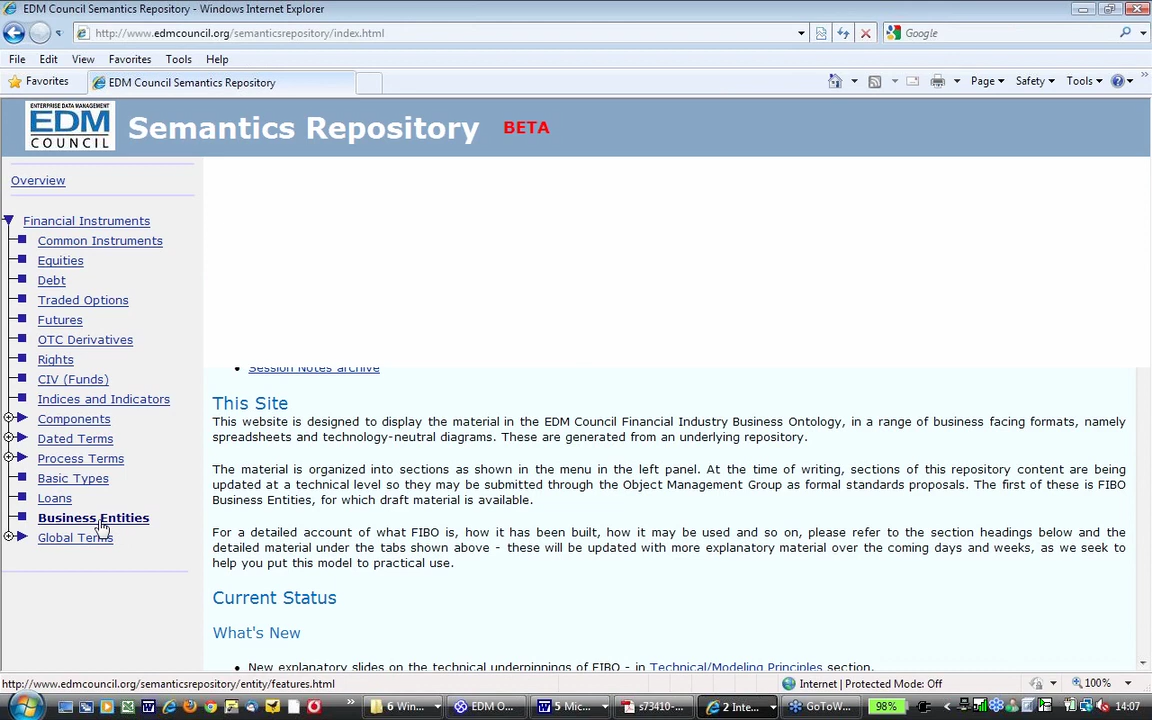 EDM Council Semantics Repository - Windows Internet Explorer
http://www.edmcouncil.org/semanticsrepository/index.html
Google
File Edit View Favorites Tools Help
Favorites EDM Council Semantics Repository Page Safety Tools
ENTERPRISE DATA MANAGEMENT
EDM
COUNCIL
Semantics Repository BETA
Overview
Financial Instruments
Common Instruments
Equities
Debt
Traded Options
Futures
OTC Derivatives
Rights
CIV (Funds)
Indices and Indicators
Components
Dated Terms
Process Terms
Basic Types
Loans
Business Entities
Global Terms
Session Notes archive
This Site
This website is designed to display the material in the EDM Council Financial Industry Business Ontology, in a range of business facing formats, namely
spreadsheets and technology-neutral diagrams. These are generated from an underlying repository.
The material is organized into sections as shown in the menu in the left panel. At the time of writing, sections of this repository content are being
updated at a technical level so they may be submitted through the Object Management Group as formal standards proposals. The first of these is FIBO
Business Entities, for which draft material is available.
For a detailed account of what FIBO is, how it has been built, how it may be used and so on, please refer to the section headings below and the
detailed material under the tabs shown above - these will be updated with more explanatory material over the coming days and weeks, as we seek to
help you put this model to practical use.
Current Status
What's New
New explanatory slides on the technical underpinnings of FIBO - in Technical/Modeling Principles section.
http://www.edmcouncil.org/semanticsrepository/entity/features.html
Internet | Protected Mode: Off
100%
6 Win... EDM O... 5 Micr... s73410-... 2 Inte... GoToW... 98% 14:07